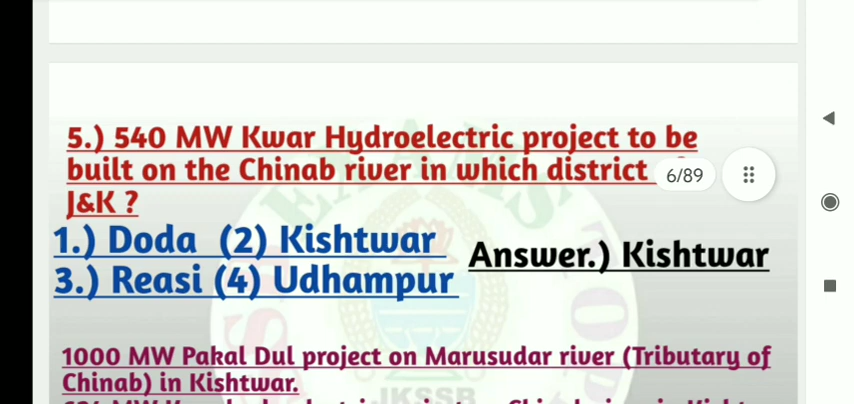 5.) 540 MW Kwar Hydroelectric project to be
built on the Chinab river in which district
6/89
J&K ?
1.) Doda (2) Kishtwar
3.) Reasi (4) Udhampur
Answer.) Kishtwar
1000 MW Pakal Dul project on Marusudar river (Tributary of
Chinab) in Kishtwar.
JKSSB